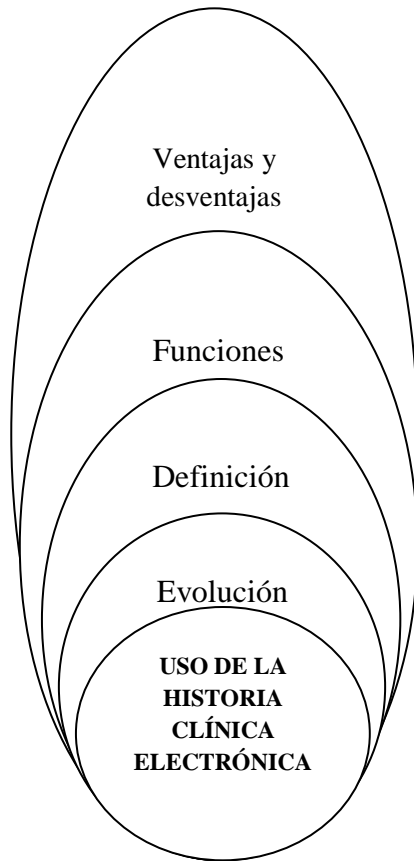 Ventajas y
desventajas
Funciones
Definición
Evolución
USO DE LA
HISTORIA
CLÍNICA
ELECTRÓNICA